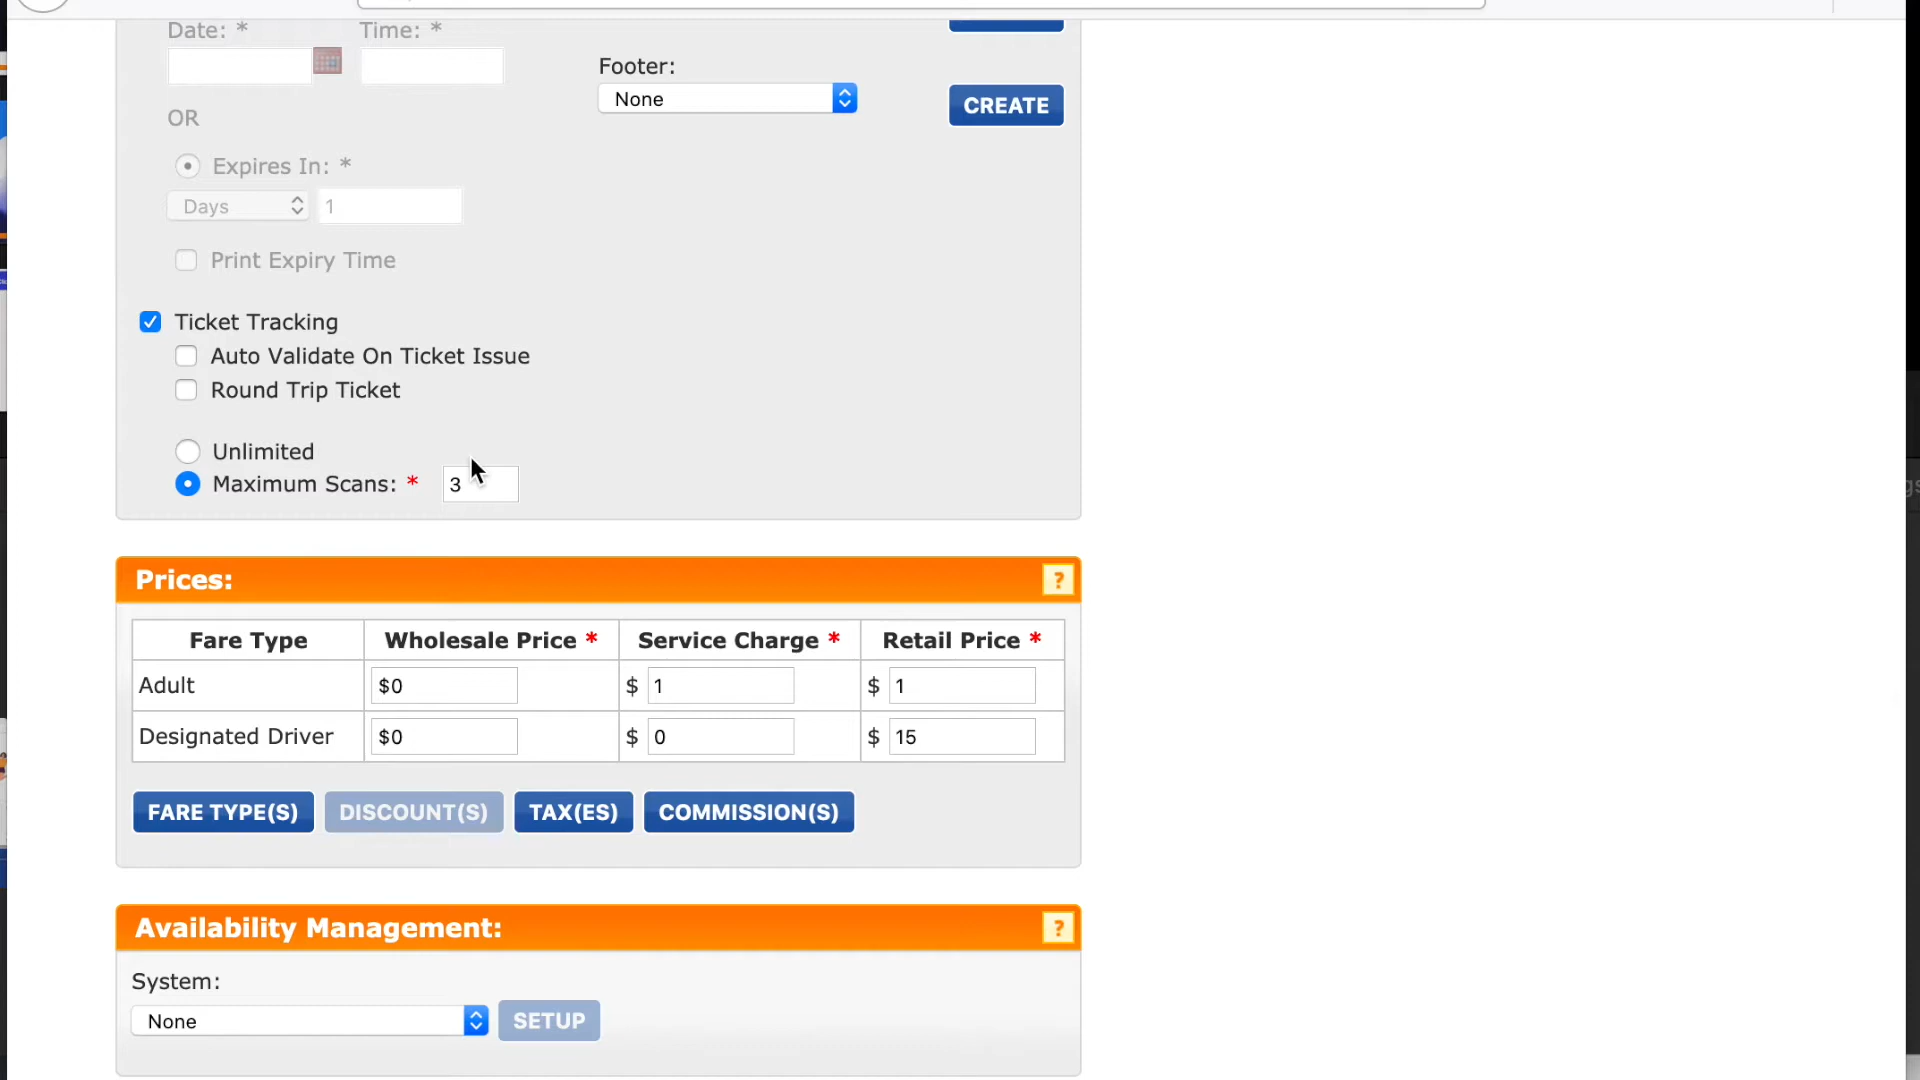 Date: * Time: *
Footer:
None
CREATE
OR
Expires In: *
Days 1
Print Expiry Time
Ticket Tracking
Auto Validate On Ticket Issue
Round Trip Ticket
Unlimited
Maximum Scans: * 3
Prices: ?
Fare Type Wholesale Price * Service Charge * Retail Price *
Adult $0 $ 1 $ 1
Designated Driver $0 $ 0 $ 15
FARE TYPE(S) DISCOUNT(S) TAX(ES) COMMISSION(S)
Availability Management: ?
System:
None SETUP